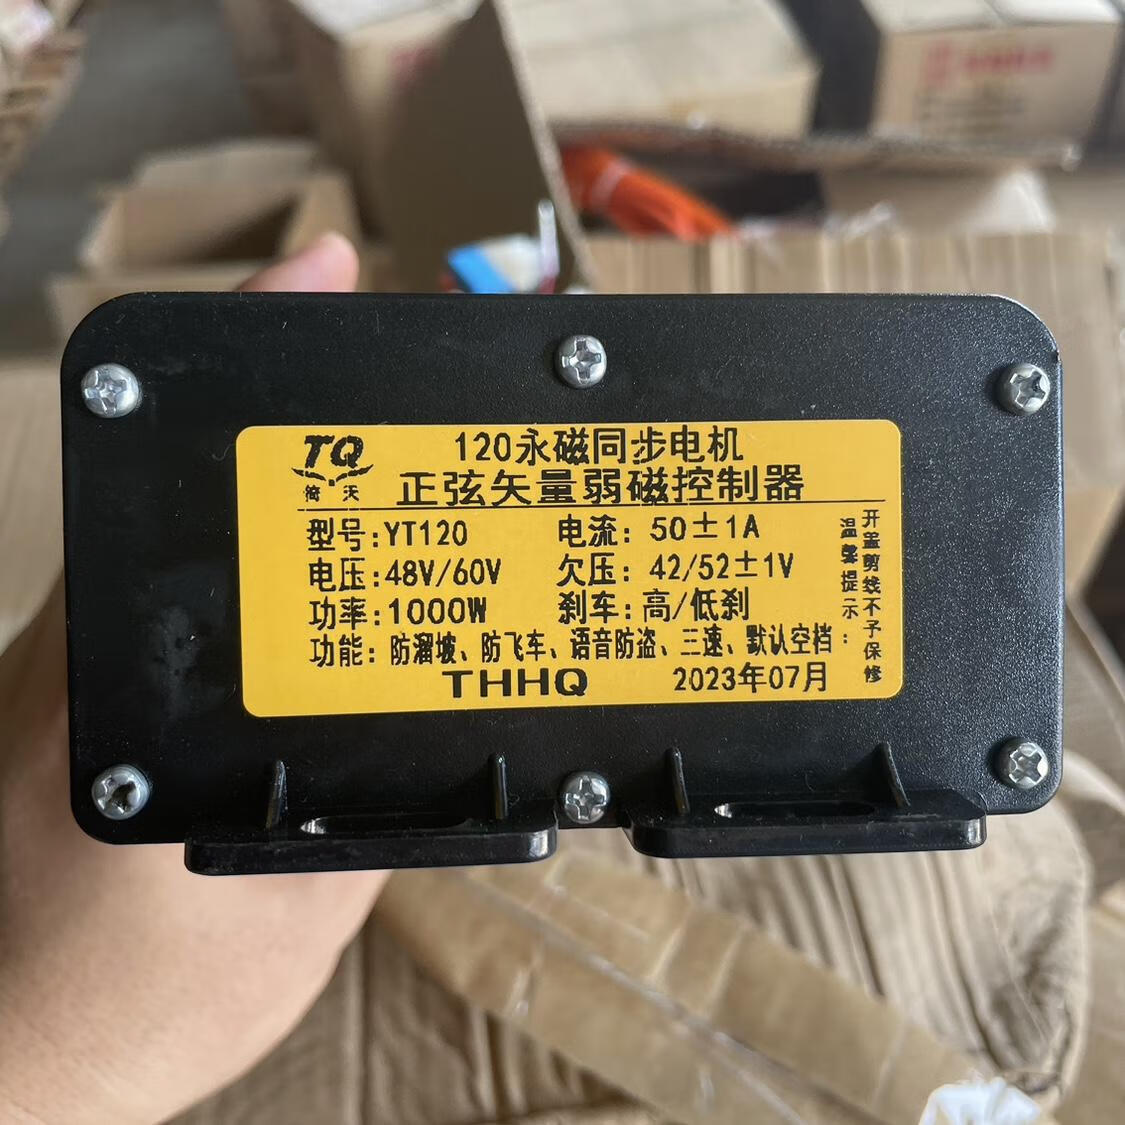 TQ
倚天
120永磁同步电机
正弦矢量弱磁控制器
型号:YT120 电流: 50±1A
电压:48V/60V 欠压: 42/52±1V
功率:1000W 刹车:高/低刹
功能: 防溜坡、防飞车、语音防盗、三速、默认空档
THHQ 2023年07月
温馨提示:
开盖剪线不予保修